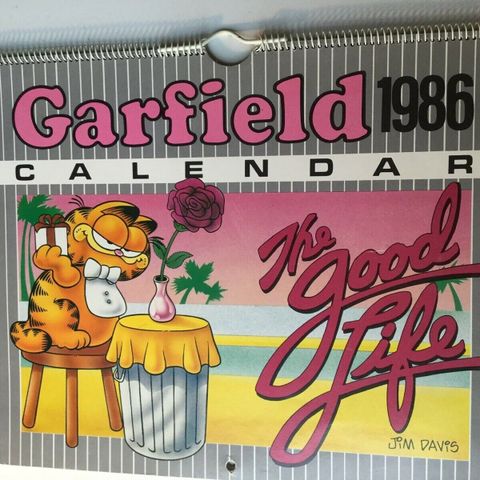 Garfield 1986
CALENDAR
The
good
Life
JIM DAVIS